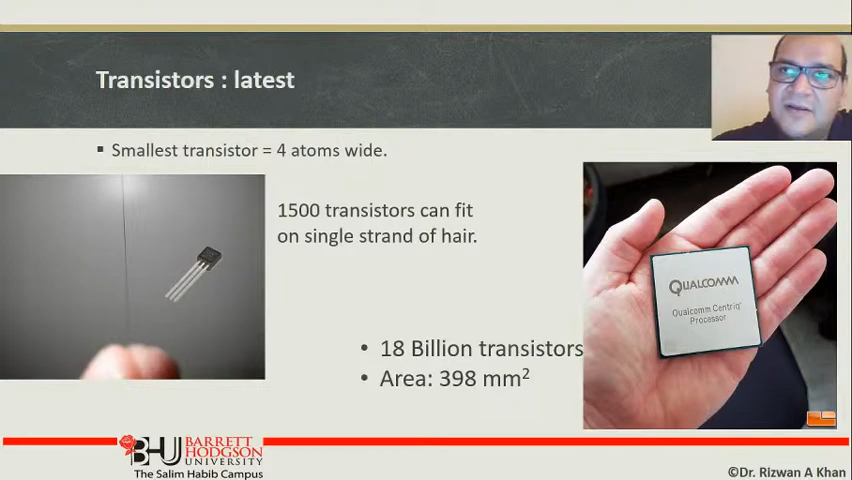 Transistors : latest
▪ Smallest transistor = 4 atoms wide.
1500 transistors can fit
on single strand of hair.
QUALCOMM
Qualcomm Centriq
Processor
• 18 Billion transistors
• Area: 398 mm²
BHU BARRETT
HODGSON
UNIVERSITY
The Salim Habib Campus
©Dr. Rizwan A Khan